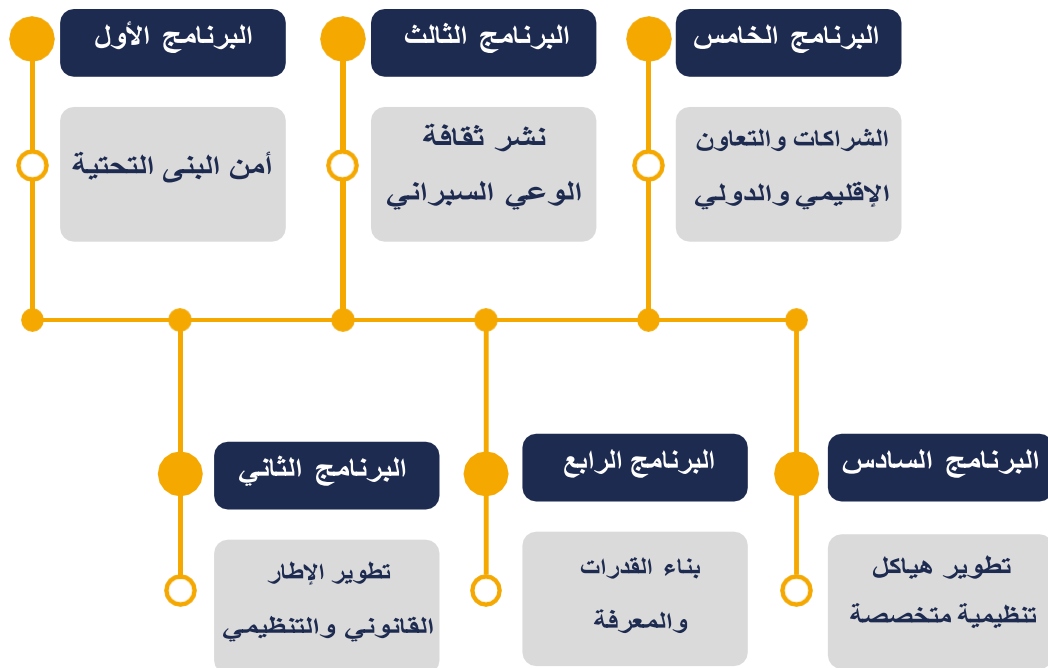 البرنامج الأول
أمن البنى التحتية
البرنامج الثاني
تطوير الإطار
القانوني والتنظيمي
البرنامج الثالث
نشر ثقافة
الوعي السبراني
البرنامج الرابع
بناء القدرات
والمعرفة
البرنامج الخامس
الشراكات والتعاون
الإقليمي والدولي
البرنامج السادس
تطوير هياكل
تنظيمية متخصصة